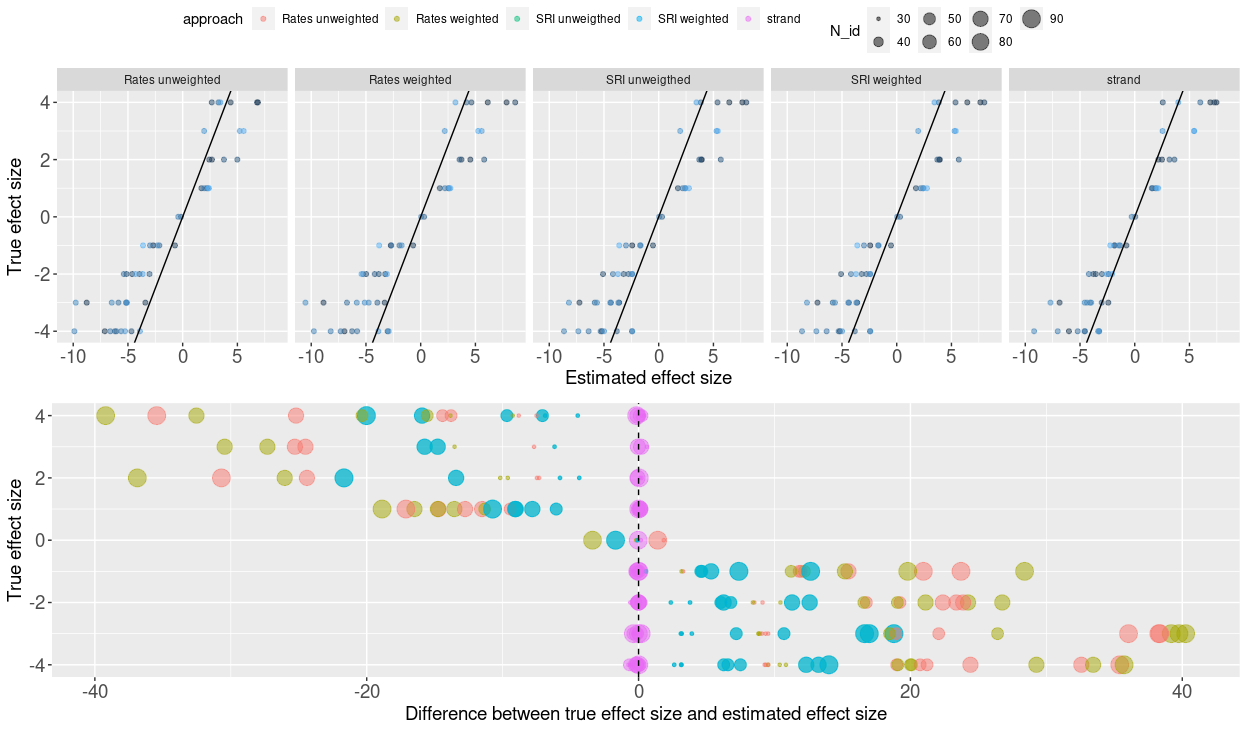 approach Rates unweighted Rates weighted SRI unweigthed SRI weighted strand N_id 30 50 70 90
40 60 80
Rates unweighted Rates weighted SRI unweigthed SRI weighted strand
True efect size
4
2
0
-2
-4
-10 -5 0 5 -10 -5 0 5 -10 -5 0 5 -10 -5 0 5 -10 -5 0 5
Estimated effect size
True effect size
4
2
0
-2
-4
-40 -20 0 20 40
Difference between true effect size and estimated effect size